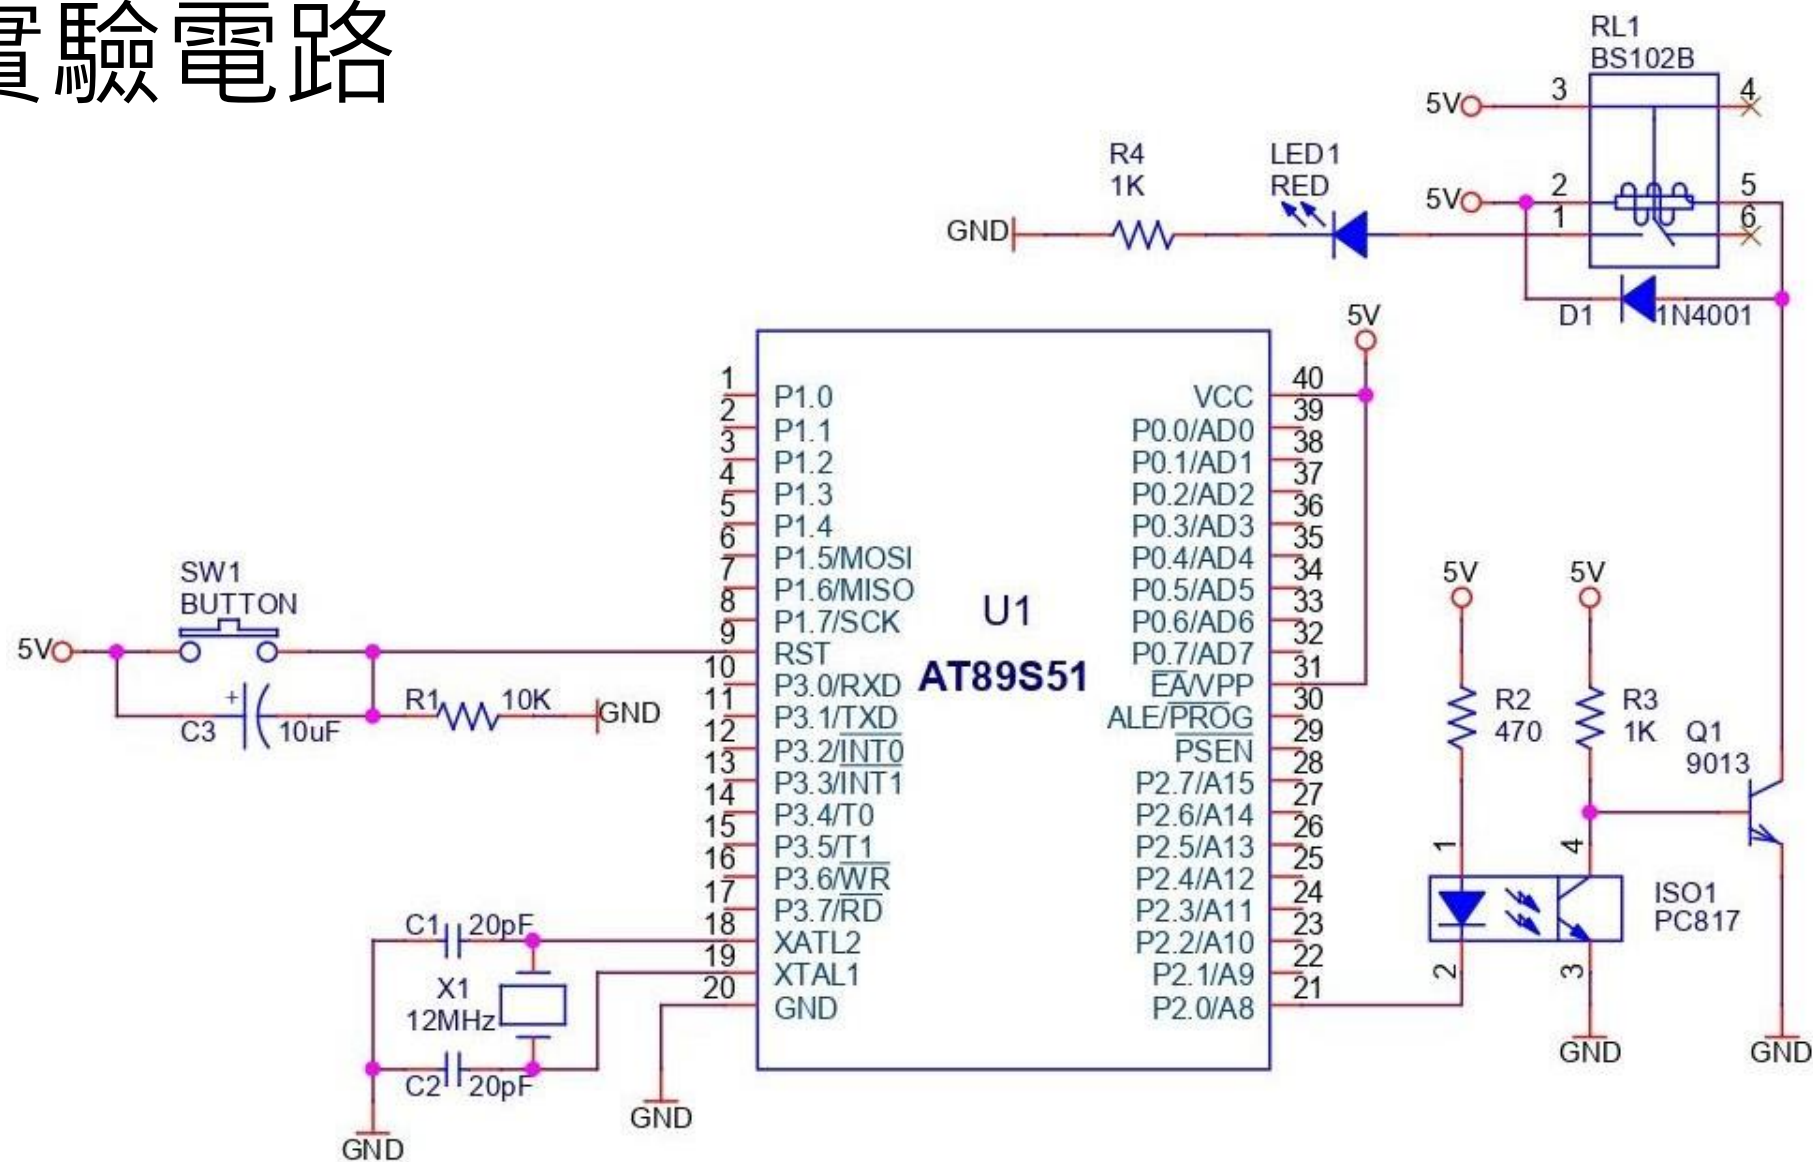 實驗電路
RL1
BS102B
5V 3 4
5V 2 5
1 6
R4
1K
LED1
RED
GND
D1 1N4001
5V
1 P1.0
2 P1.1
3 P1.2
4 P1.3
5 P1.4
6 P1.5/MOSI
7 P1.6/MISO
8 P1.7/SCK
9 RST
10 P3.0/RXD
11 P3.1/TXD
12 P3.2/INT0
13 P3.3/INT1
14 P3.4/T0
15 P3.5/T1
16 P3.6/WR
17 P3.7/RD
18 XATL2
19 XTAL1
20 GND
U1
AT89S51
VCC 40
P0.0/AD0 39
P0.1/AD1 38
P0.2/AD2 37
P0.3/AD3 36
P0.4/AD4 35
P0.5/AD5 34
P0.6/AD6 33
P0.7/AD7 32
EA/VPP 31
ALE/PROG 30
PSEN 29
P2.7/A15 28
P2.6/A14 27
P2.5/A13 26
P2.4/A12 25
P2.3/A11 24
P2.2/A10 23
P2.1/A9 22
P2.0/A8 21
SW1
BUTTON
5V
C3 + 10uF
R1 10K GND
C1 20pF
X1
12MHz
C2 20pF
GND
GND
5V
R2
470
5V
R3
1K
Q1
9013
1
4
ISO1
PC817
2
3
GND
GND